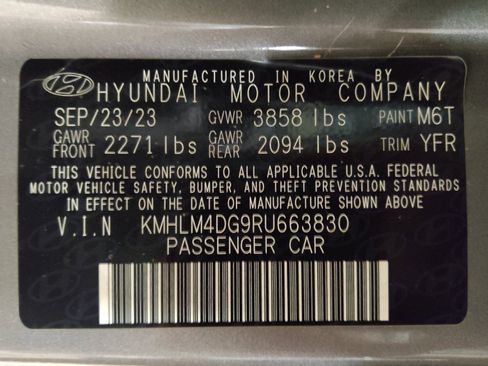 MANUFACTURED IN KOREA BY
HYUNDAI MOTOR COMPANY
SEP/23/23 GVWR 3858 lbs PAINT M6T
GAWR FRONT 2271 lbs GAWR REAR 2094 lbs TRIM YFR
THIS VEHICLE CONFORMS TO ALL APPLICABLE U.S.A. FEDERAL
MOTOR VEHICLE SAFETY, BUMPER, AND THEFT PREVENTION STANDARDS
IN EFFECT ON THE DATE OF MANUFACTURE SHOWN ABOVE
V.I.N KMHLM4DG9RU663830
PASSENGER CAR